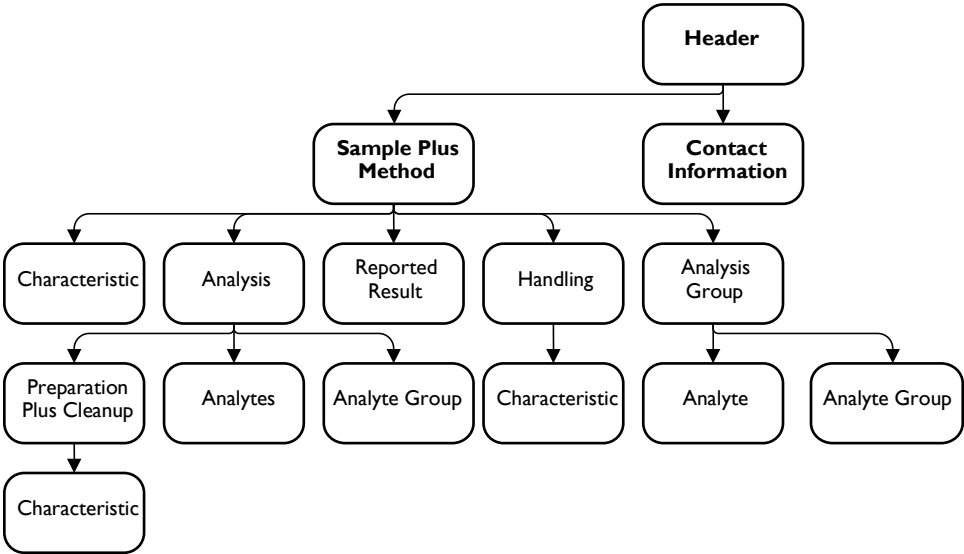 Header
Sample Plus
Method
Contact
Information
Characteristic
Analysis
Reported
Result
Handling
Analysis
Group
Preparation
Plus Cleanup
Analytes
Analyte Group
Characteristic
Analyte
Analyte Group
Characteristic